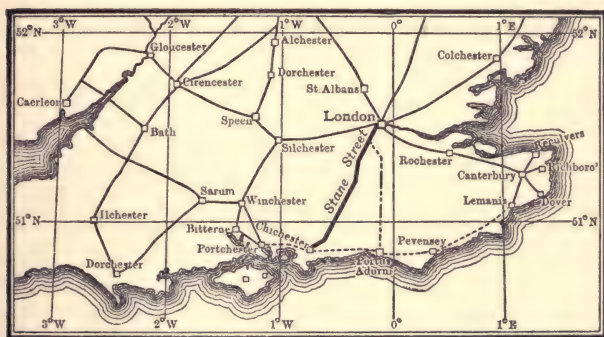 3°W 2°W 1°W 0° 1°E
52°N 52°N
Gloucester
Alchester
Colchester
Cirencester
Dorchester
St. Albans
Caerleon
Speen
London
Bath
Reculvers
Silchester
Stane Street
Rochester
Richboro'
Canterbury
Sarum
Winchester
Lemanis
Dover
Ilchester
51°N 51°N
Bitterne
Chichester
Portchester
Pevensey
Portus
Adurni
Dorchester
3°W 2°W 1°W 0° 1°E